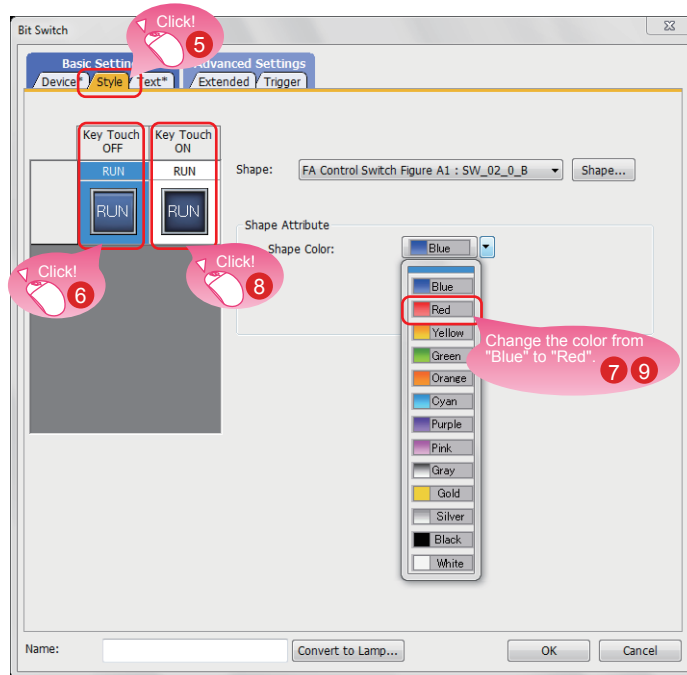 Bit Switch
Click!
5
Basic Settin
vanced Settings
Device*
Style
Text*
Extended
Trigger
Key Touch
OFF
Key Touch
ON
RUN
RUN
RUN
RUN
Shape:
FA Control Switch Figure A1 : SW_02_0_B
Shape...
Shape Attribute
Shape Color:
Blue
Click!
6
Click!
8
Blue
Red
Yellow
Green
Orange
Cyan
Purple
Pink
Gray
Gold
Silver
Black
White
Change the color from
"Blue" to "Red".
7 9
Name:
Convert to Lamp...
OK
Cancel